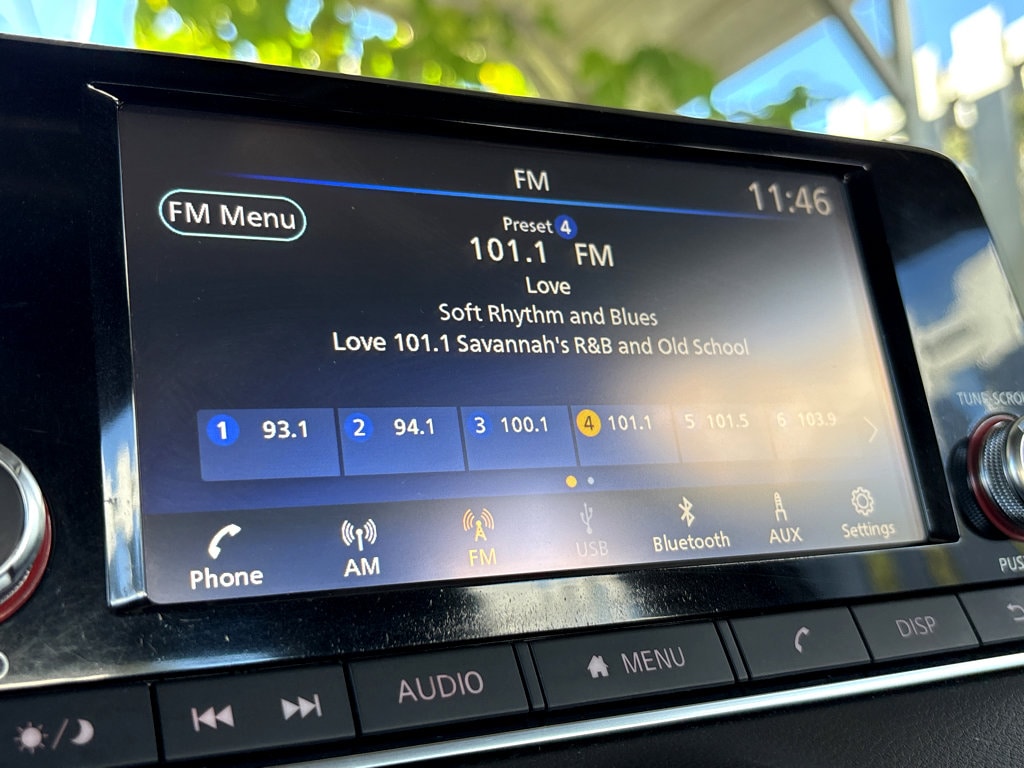 FM
11:46
FM Menu
Preset 4
101.1 FM
Love
Soft Rhythm and Blues
Love 101.1 Savannah's R&B and Old School
1 93.1 2 94.1 3 100.1 4 101.1 5 101.5 6 103.9
Phone AM FM USB Bluetooth AUX Settings
AUDIO MENU DISP